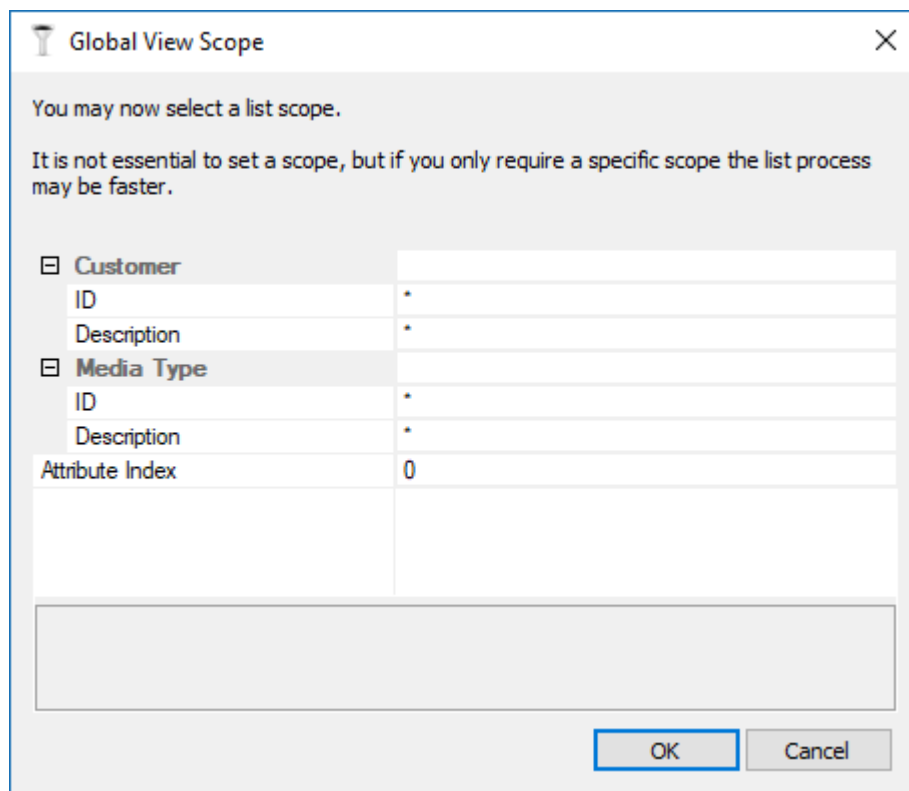 Global View Scope
You may now select a list scope.
It is not essential to set a scope, but if you only require a specific scope the list process
may be faster.
Customer
ID *
Description *
Media Type
ID *
Description *
Attribute Index 0
OK Cancel